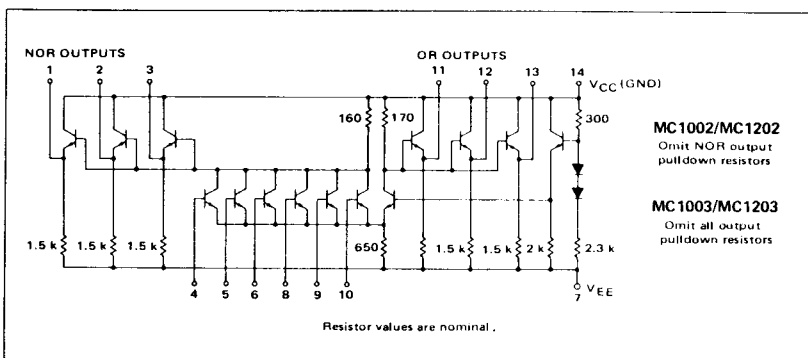 NOR OUTPUTS
1 2 3
OR OUTPUTS
11 12 13 14
VCC (GND)
160 170 300
MC1002/MC1202
Omit NOR output
pulldown resistors
MC1003/MC1203
Omit all output
pulldown resistors
1.5 k 1.5 k 1.5 k 650 1.5 k 1.5 k 2 k 2.3 k
4 5 6 8 9 10 7 VEE
Resistor values are nominal.